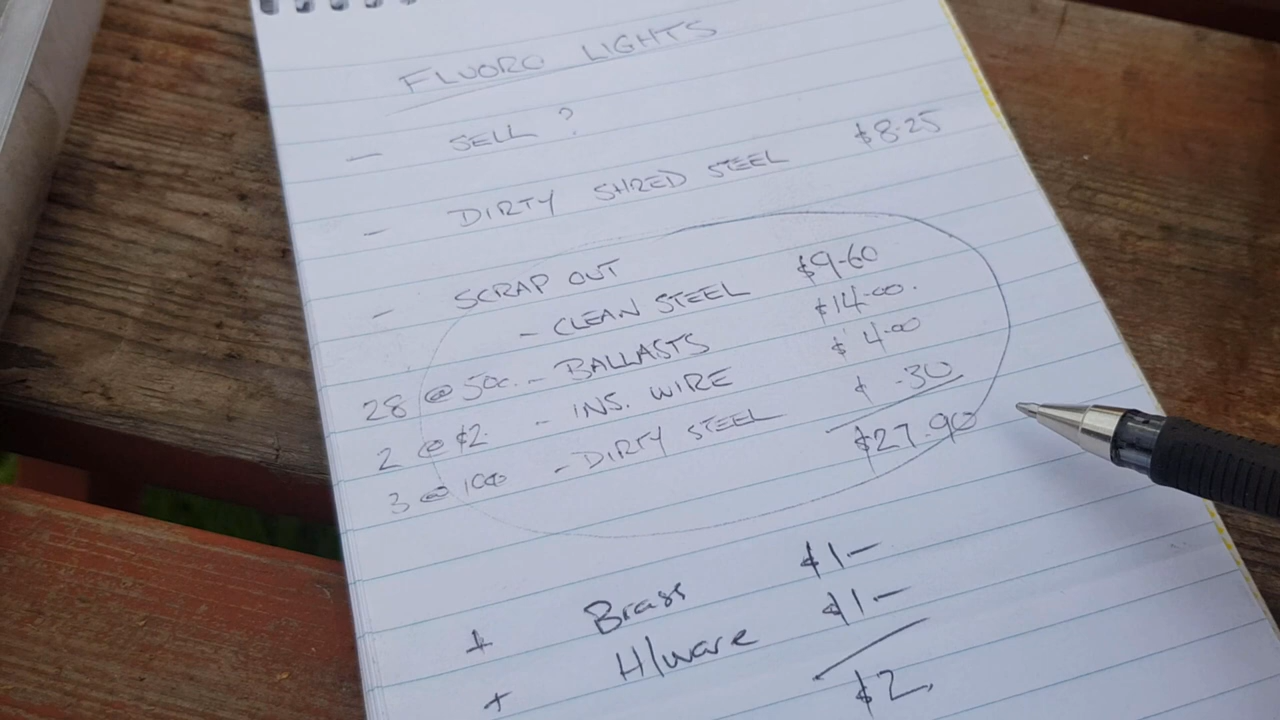 FLUORO LIGHTS
- SELL ?
- DIRTY SHRED STEEL $8.25
- SCRAP OUT
- CLEAN STEEL $9.60
28 @ 50c. - BALLASTS $14.00.
2 @ $2 - INS. WIRE $4.00
3 @ 10c - DIRTY STEEL $ .30
$27.90
+ Brass $1-
+ H/ware $1-
$2.